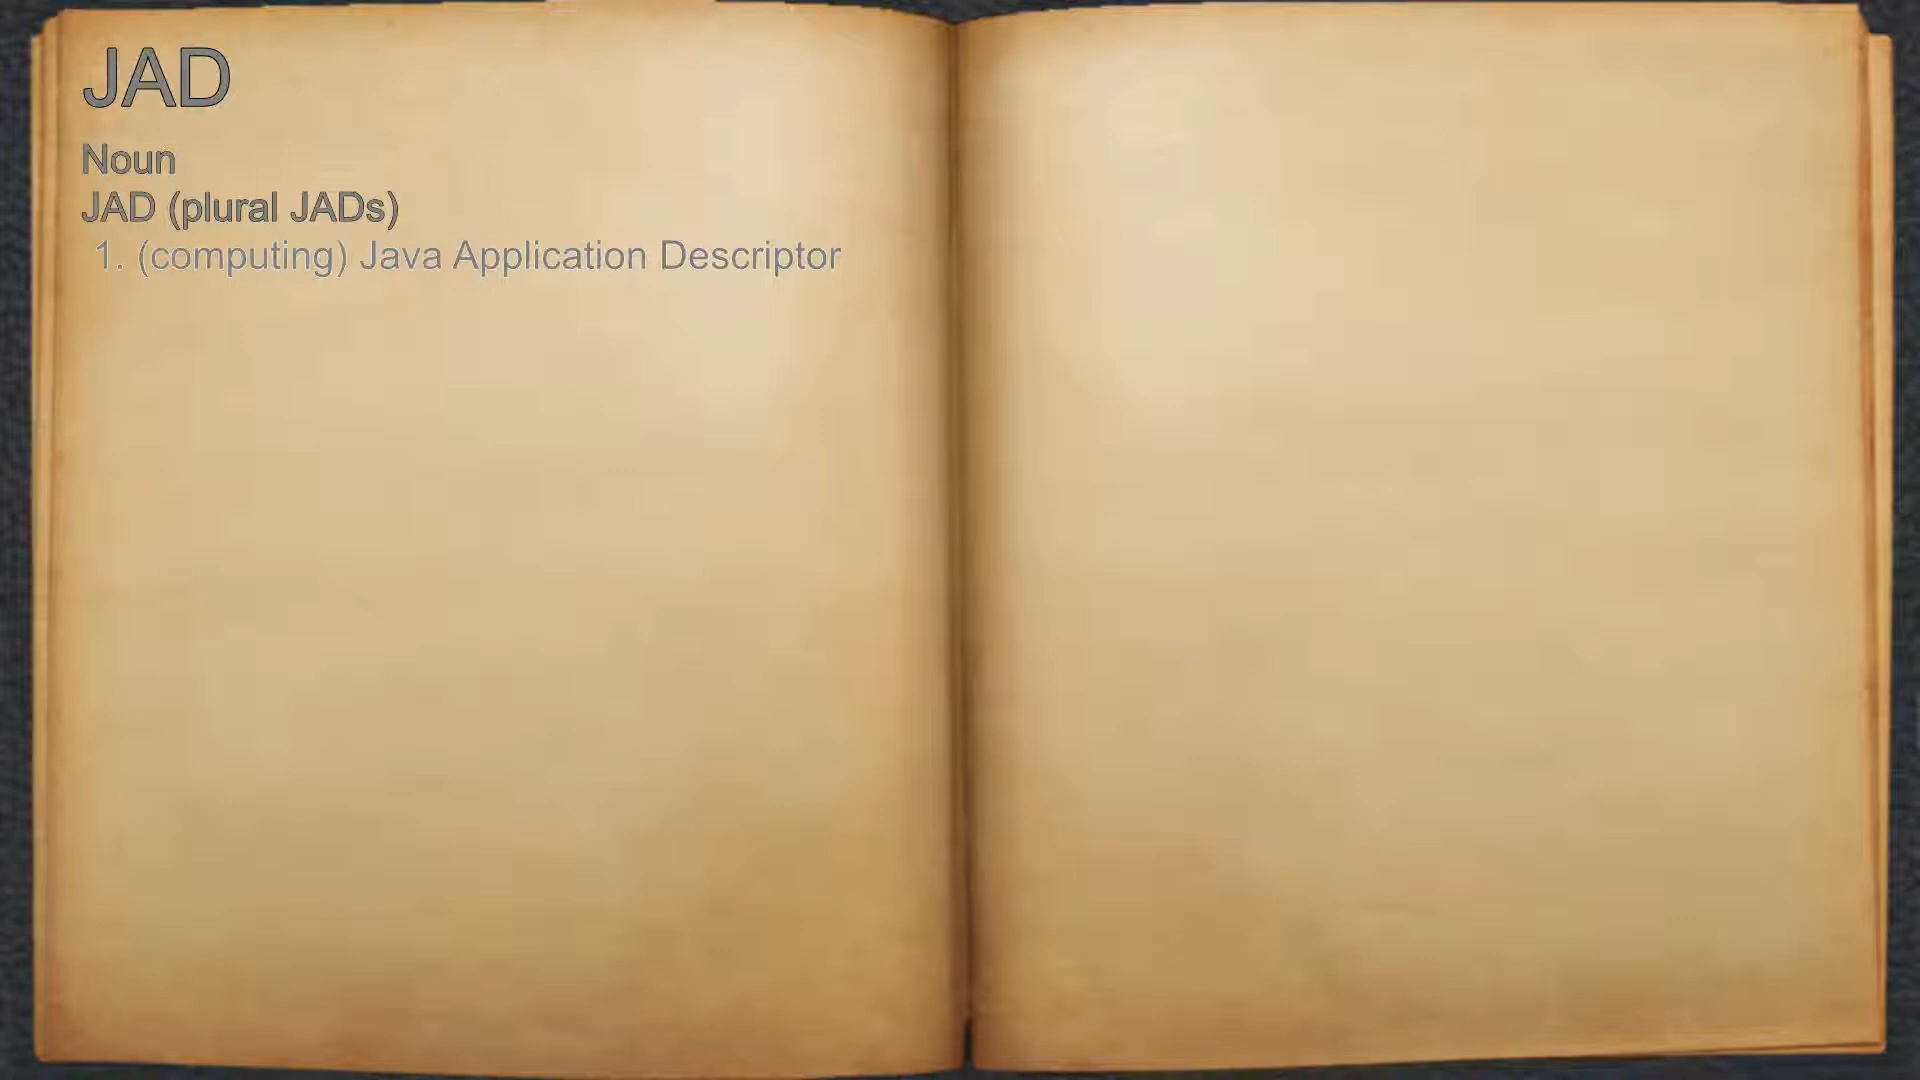 JAD
Noun
JAD (plural JADs)
1. (computing) Java Application Descriptor